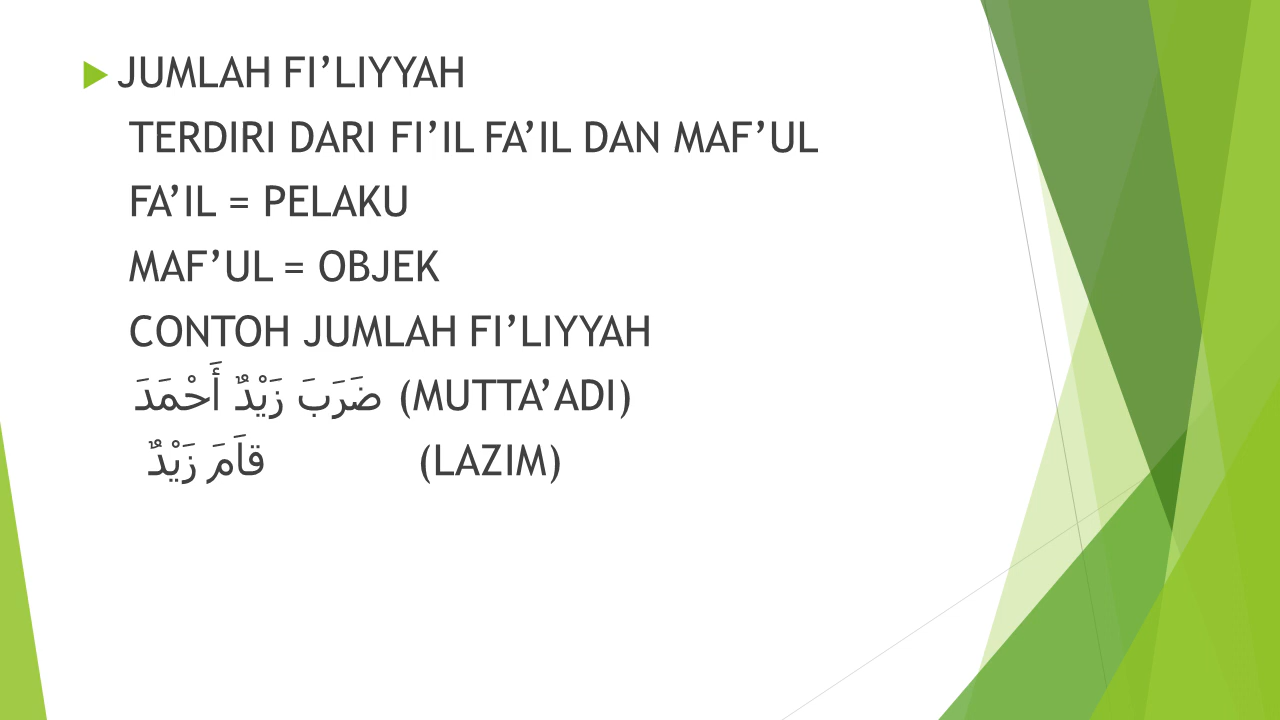 JUMLAH FI’LIYYAH
TERDIRI DARI FI’IL FA’IL DAN MAF’UL
FA’IL = PELAKU
MAF’UL = OBJEK
CONTOH JUMLAH FI’LIYYAH
ضَرَبَ زَيْدٌ أَحْمَدَ (MUTTA’ADI)
قاَمَ زَيْدٌ (LAZIM)